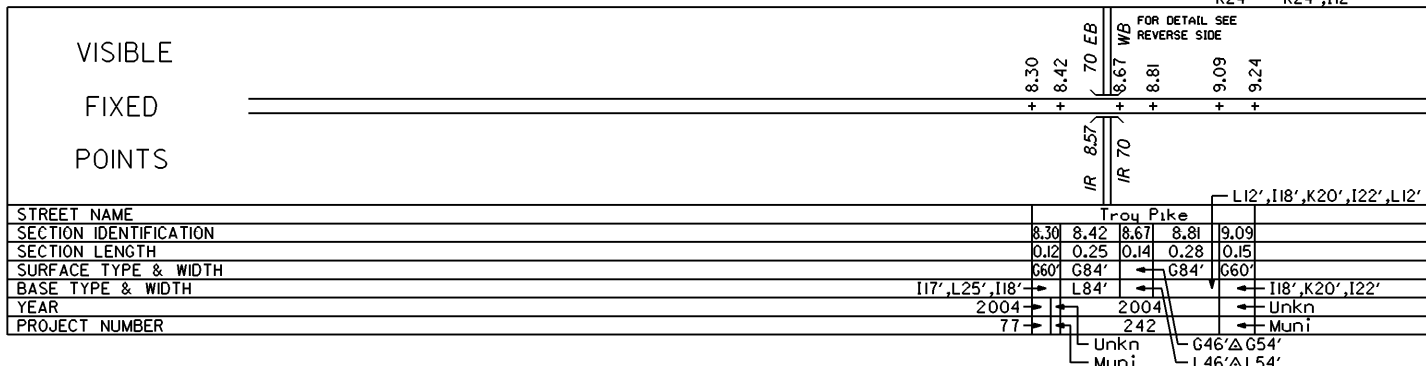 K24' K24',I12'
VISIBLE
FIXED
POINTS
FOR DETAIL SEE
REVERSE SIDE
70 EB
WB
8.30
8.42
8.67
8.81
9.09
9.24
IR 8.57
IR 70
L12',I18',K20',I22',L12'
STREET NAME Troy Pike
SECTION IDENTIFICATION 8.30 8.42 8.67 8.81 9.09
SECTION LENGTH 0.12 0.25 0.14 0.28 0.15
SURFACE TYPE & WIDTH G60' G84' G84' G60'
BASE TYPE & WIDTH I17',L25',I18' L84' I18',K20',I22'
YEAR 2004 2004 Unkn
PROJECT NUMBER 77 242 Muni
Unkn G46'△G54'
Muni L46'△L54'